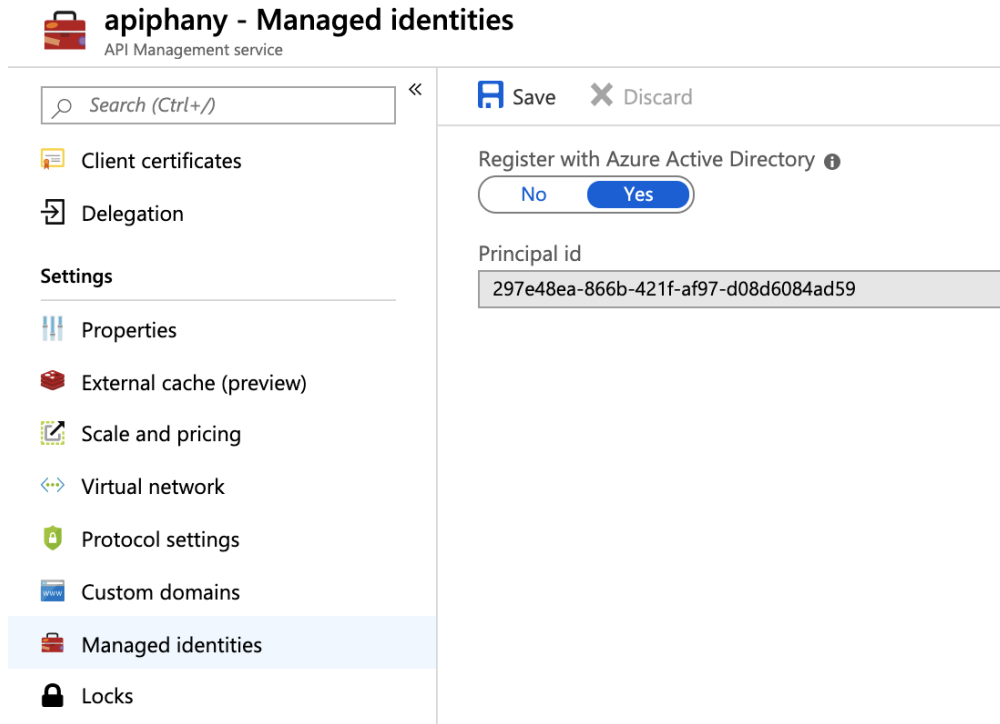 apiphany - Managed identities
API Management service
Search (Ctrl+/)
«
Client certificates
Delegation
Settings
Properties
External cache (preview)
Scale and pricing
Virtual network
Protocol settings
www
Custom domains
Managed identities
Locks
Save
Discard
Register with Azure Active Directory
No
Yes
Principal id
297e48ea-866b-421f-af97-d08d6084ad59